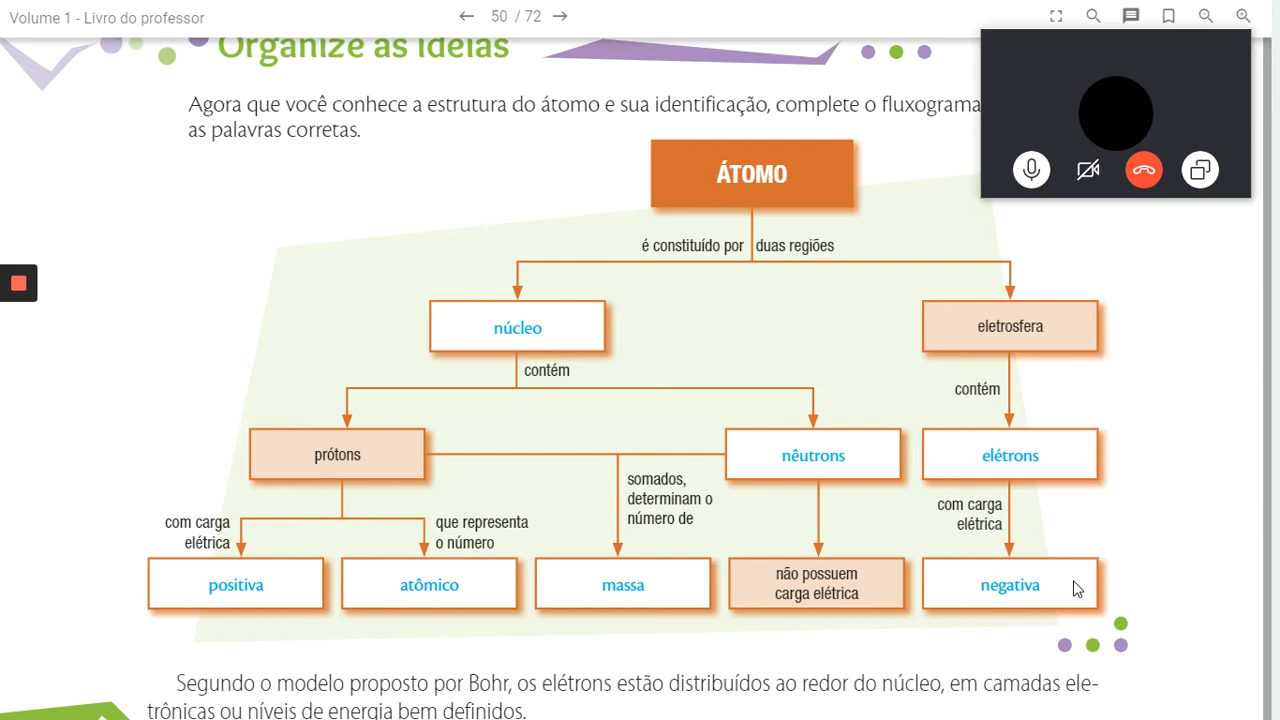 Volume 1 - Livro do professor
50 / 72
Organize as ideias
Agora que você conhece a estrutura do átomo e sua identificação, complete o fluxograma
as palavras corretas.
ÁTOMO
é constituído por duas regiões
núcleo
eletrosfera
contém
contém
prótons
nêutrons
elétrons
somados,
determinam o
número de
com carga
elétrica
que representa
o número
com carga
elétrica
positiva
atômico
massa
não possuem
carga elétrica
negativa
Segundo o modelo proposto por Bohr, os elétrons estão distribuídos ao redor do núcleo, em camadas ele-
trônicas ou níveis de energia bem definidos.